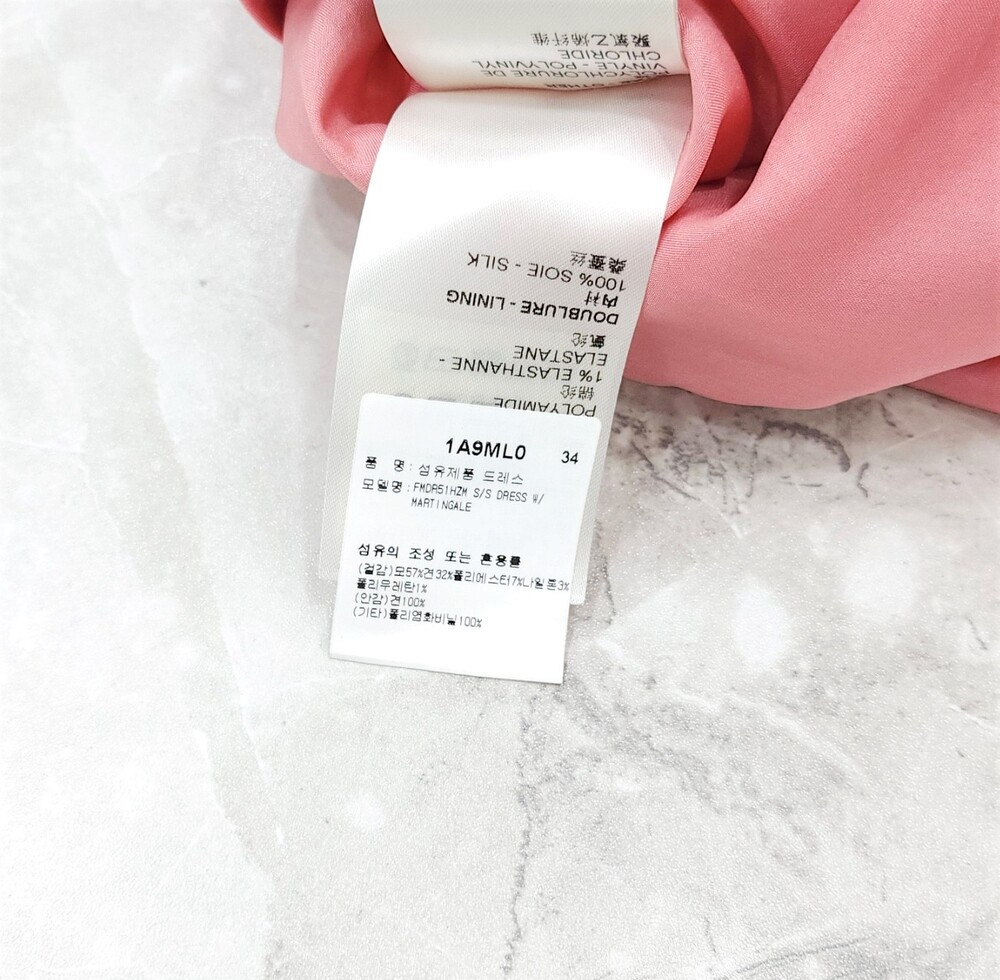 1A9ML0 34
품 명 : 섬유제품 드레스
모델명 : FMDR51HZM S/S DRESS W/
MARTINGALE
섬유의 조성 또는 혼용률
(겉감)모57%견32%폴리에스터7%나일론3%
폴리우레탄1%
(안감)견100%
(기타)폴리염화비닐100%
POLYAMIDE
锦纶
1% ELASTHANNE -
ELASTANE
氨纶
DOUBLURE - LINING
内衬
100% SOIE - SILK
桑蚕丝
POLYCHLORURE DE
VINYLE - POLYVINYL
CHLORIDE
聚氯乙烯纤维